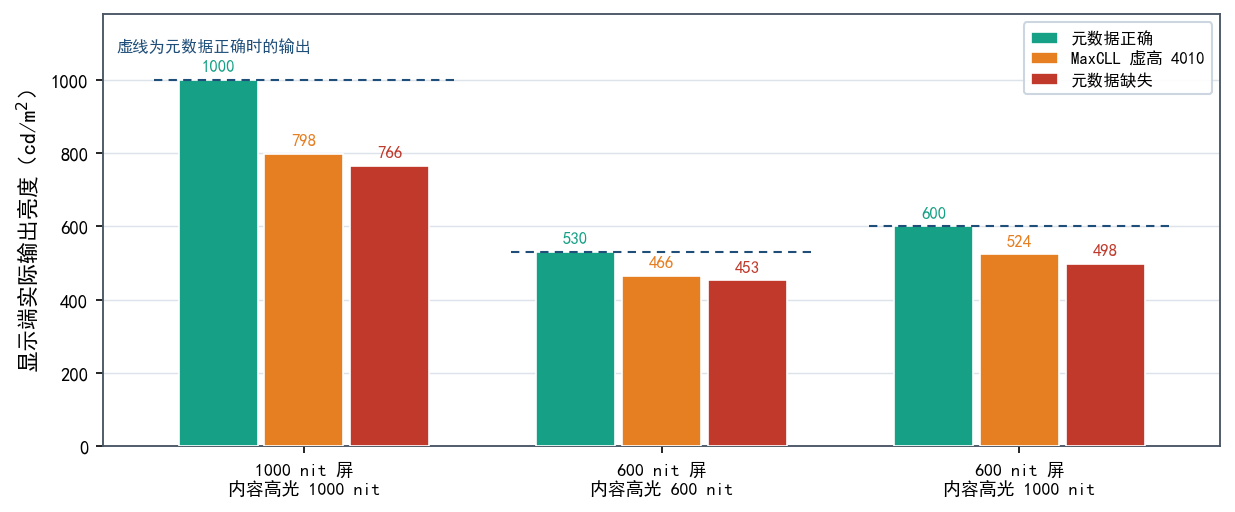 虚线为元数据正确时的输出
元数据正确
MaxCLL 虚高 4010
元数据缺失
显示端实际输出亮度 (cd/m²)
1000
800
600
400
200
0
1000
798
766
530
466
453
600
524
498
1000 nit 屏
内容高光 1000 nit
600 nit 屏
内容高光 600 nit
600 nit 屏
内容高光 1000 nit